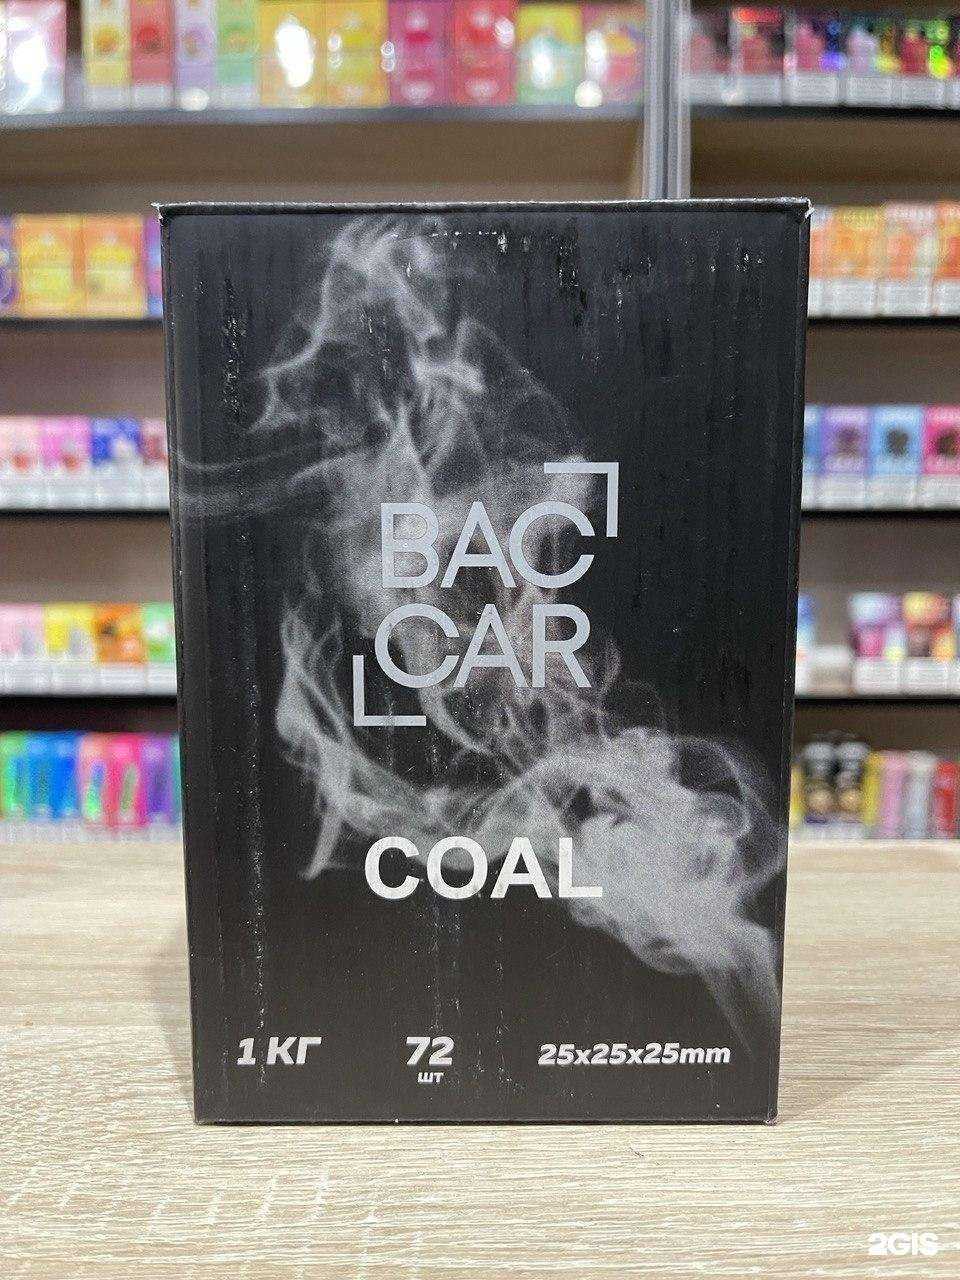 BAC
CAR
COAL
1 КГ
72
шт
25x25x25mm
2GIS